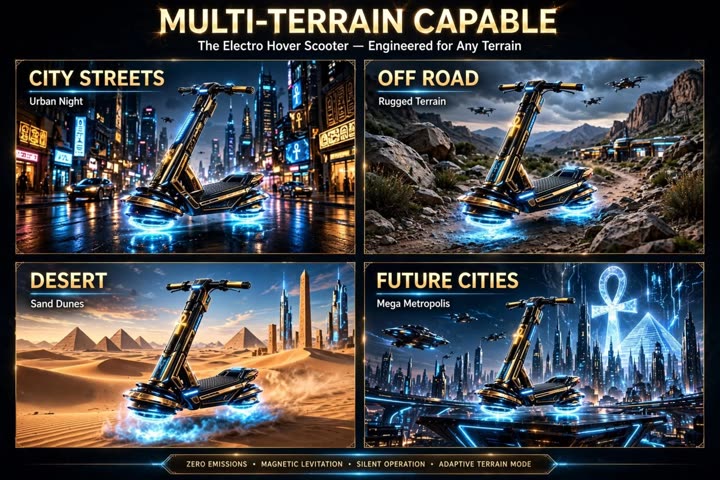 MULTI-TERRAIN CAPABLE
The Electro Hover Scooter — Engineered for Any Terrain
CITY STREETS
Urban Night
OFF ROAD
Rugged Terrain
DESERT
Sand Dunes
FUTURE CITIES
Mega Metropolis
ZERO EMISSIONS • MAGNETIC LEVITATION • SILENT OPERATION • ADAPTIVE TERRAIN MODE